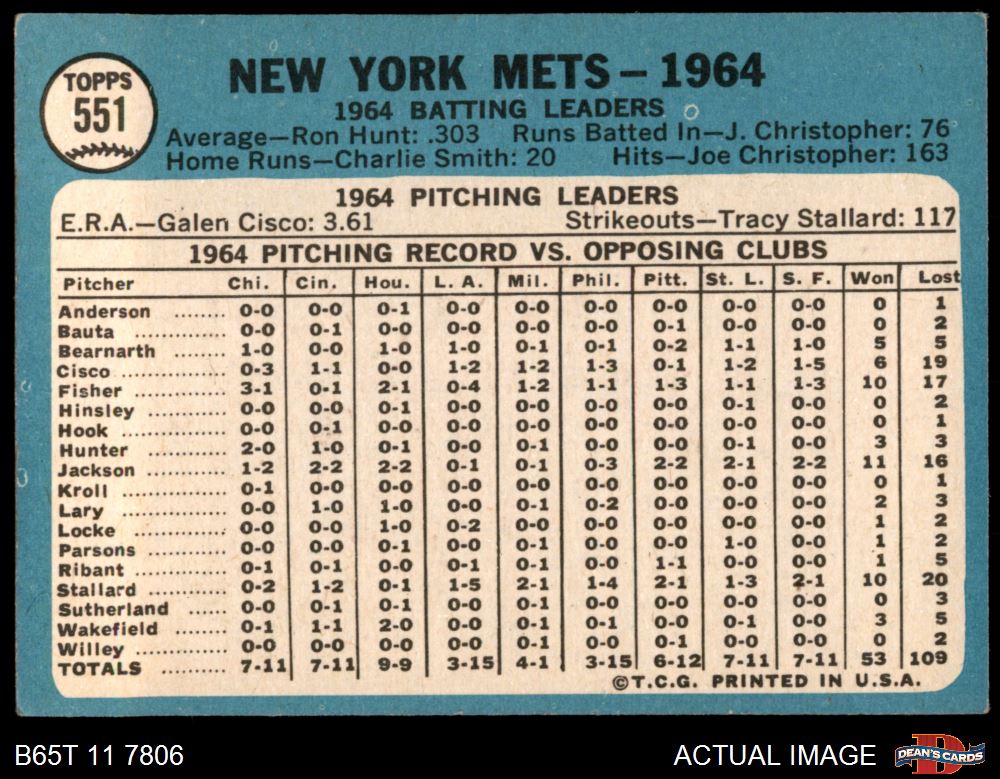 TOPPS
551
NEW YORK METS – 1964
1964 BATTING LEADERS
Average—Ron Hunt: .303 Runs Batted In—J. Christopher: 76
Home Runs—Charlie Smith: 20 Hits—Joe Christopher: 163
1964 PITCHING LEADERS
E.R.A.—Galen Cisco: 3.61 Strikeouts—Tracy Stallard: 117
1964 PITCHING RECORD VS. OPPOSING CLUBS
Pitcher Chi. Cin. Hou. L. A. Mil. Phil. Pitt. St. L. S. F. Won Lost
Anderson ........ 0-0 0-0 0-1 0-0 0-0 0-0 0-0 0-0 0-0 0 1
Bauta .............. 0-0 0-1 0-0 0-0 0-0 0-0 0-1 0-0 0-0 0 2
Bearnarth ....... 1-0 0-0 1-0 1-0 0-1 0-1 0-2 1-1 1-0 5 5
Cisco .............. 0-3 1-1 0-0 1-2 1-2 1-3 0-1 1-2 1-5 6 19
Fisher ............. 3-1 0-1 2-1 0-4 1-2 1-1 1-3 1-1 1-3 10 17
Hinsley ........... 0-0 0-0 0-1 0-0 0-0 0-0 0-0 0-1 0-0 0 2
Hook ............... 0-0 0-1 0-0 0-0 0-0 0-0 0-0 0-0 0-0 0 1
Hunter ............ 2-0 1-0 0-1 0-0 0-1 0-0 0-0 0-1 0-0 3 3
Jackson .......... 1-2 2-2 2-2 0-1 0-1 0-3 2-2 2-1 2-2 11 16
Kroll ............... 0-1 0-0 0-0 0-0 0-0 0-0 0-0 0-0 0-0 0 1
Lary ................ 0-0 1-0 1-0 0-0 0-1 0-2 0-0 0-0 0-0 2 3
Locke .............. 0-0 0-0 1-0 0-2 0-0 0-0 0-0 0-0 0-0 1 2
Parsons .......... 0-0 0-0 0-1 0-0 0-1 0-0 0-0 1-0 0-0 1 2
Ribant ............ 0-1 0-1 0-0 0-1 0-1 0-0 1-1 0-0 0-0 1 5
Stallard .......... 0-2 1-2 0-1 1-5 2-1 1-4 2-1 1-3 2-1 10 20
Sutherland ...... 0-0 0-1 0-1 0-0 0-1 0-0 0-0 0-0 0-0 0 3
Wakefield ........ 0-1 1-1 2-0 0-0 0-1 0-1 0-0 0-1 0-0 3 5
Willey .............. 0-0 0-0 0-0 0-0 0-1 0-0 0-1 0-0 0-0 0 2
TOTALS .......... 7-11 7-11 9-9 3-15 4-1 3-15 6-12 7-11 7-11 53 109
©T.C.G. PRINTED IN U.S.A.
B65T 11 7806 ACTUAL IMAGE DEAN'S CARDS